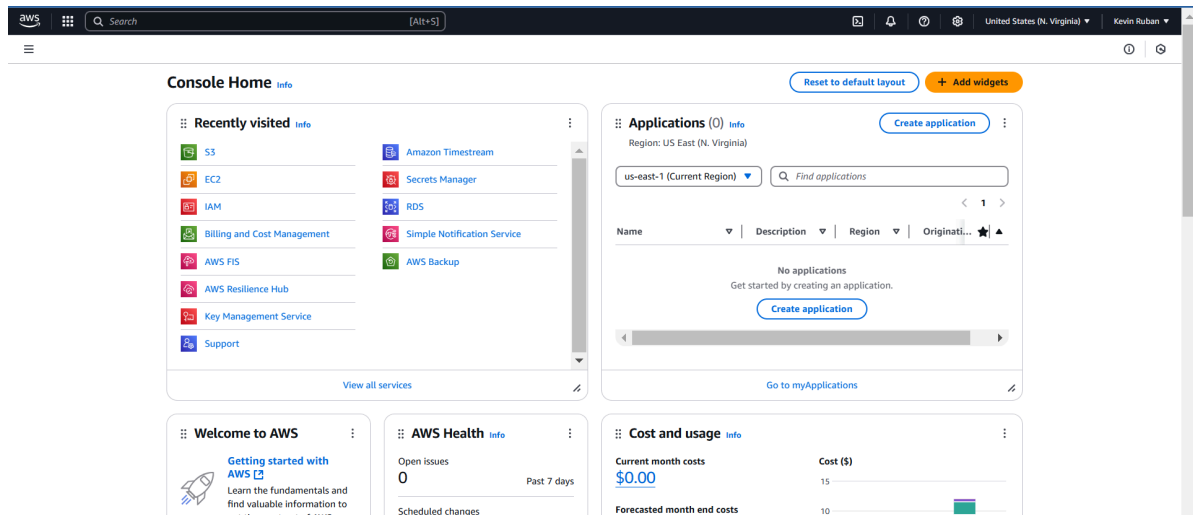 aws
Search [Alt+S]
United States (N. Virginia) Kevin Ruban
Console Home Info
Reset to default layout
+ Add widgets
Recently visited Info
S3
EC2
IAM
Billing and Cost Management
AWS FIS
AWS Resilience Hub
Key Management Service
Support
Amazon Timestream
Secrets Manager
RDS
Simple Notification Service
AWS Backup
View all services
Applications (0) Info
Create application
Region: US East (N. Virginia)
us-east-1 (Current Region)
Find applications
1
Name Description Region Originati...
No applications
Get started by creating an application.
Create application
Go to myApplications
Welcome to AWS
Getting started with
AWS
Learn the fundamentals and
find valuable information to
AWS Health Info
Open issues
0 Past 7 days
Scheduled changes
Cost and usage Info
Current month costs
$0.00
Forecasted month end costs
Cost ($)
15
10